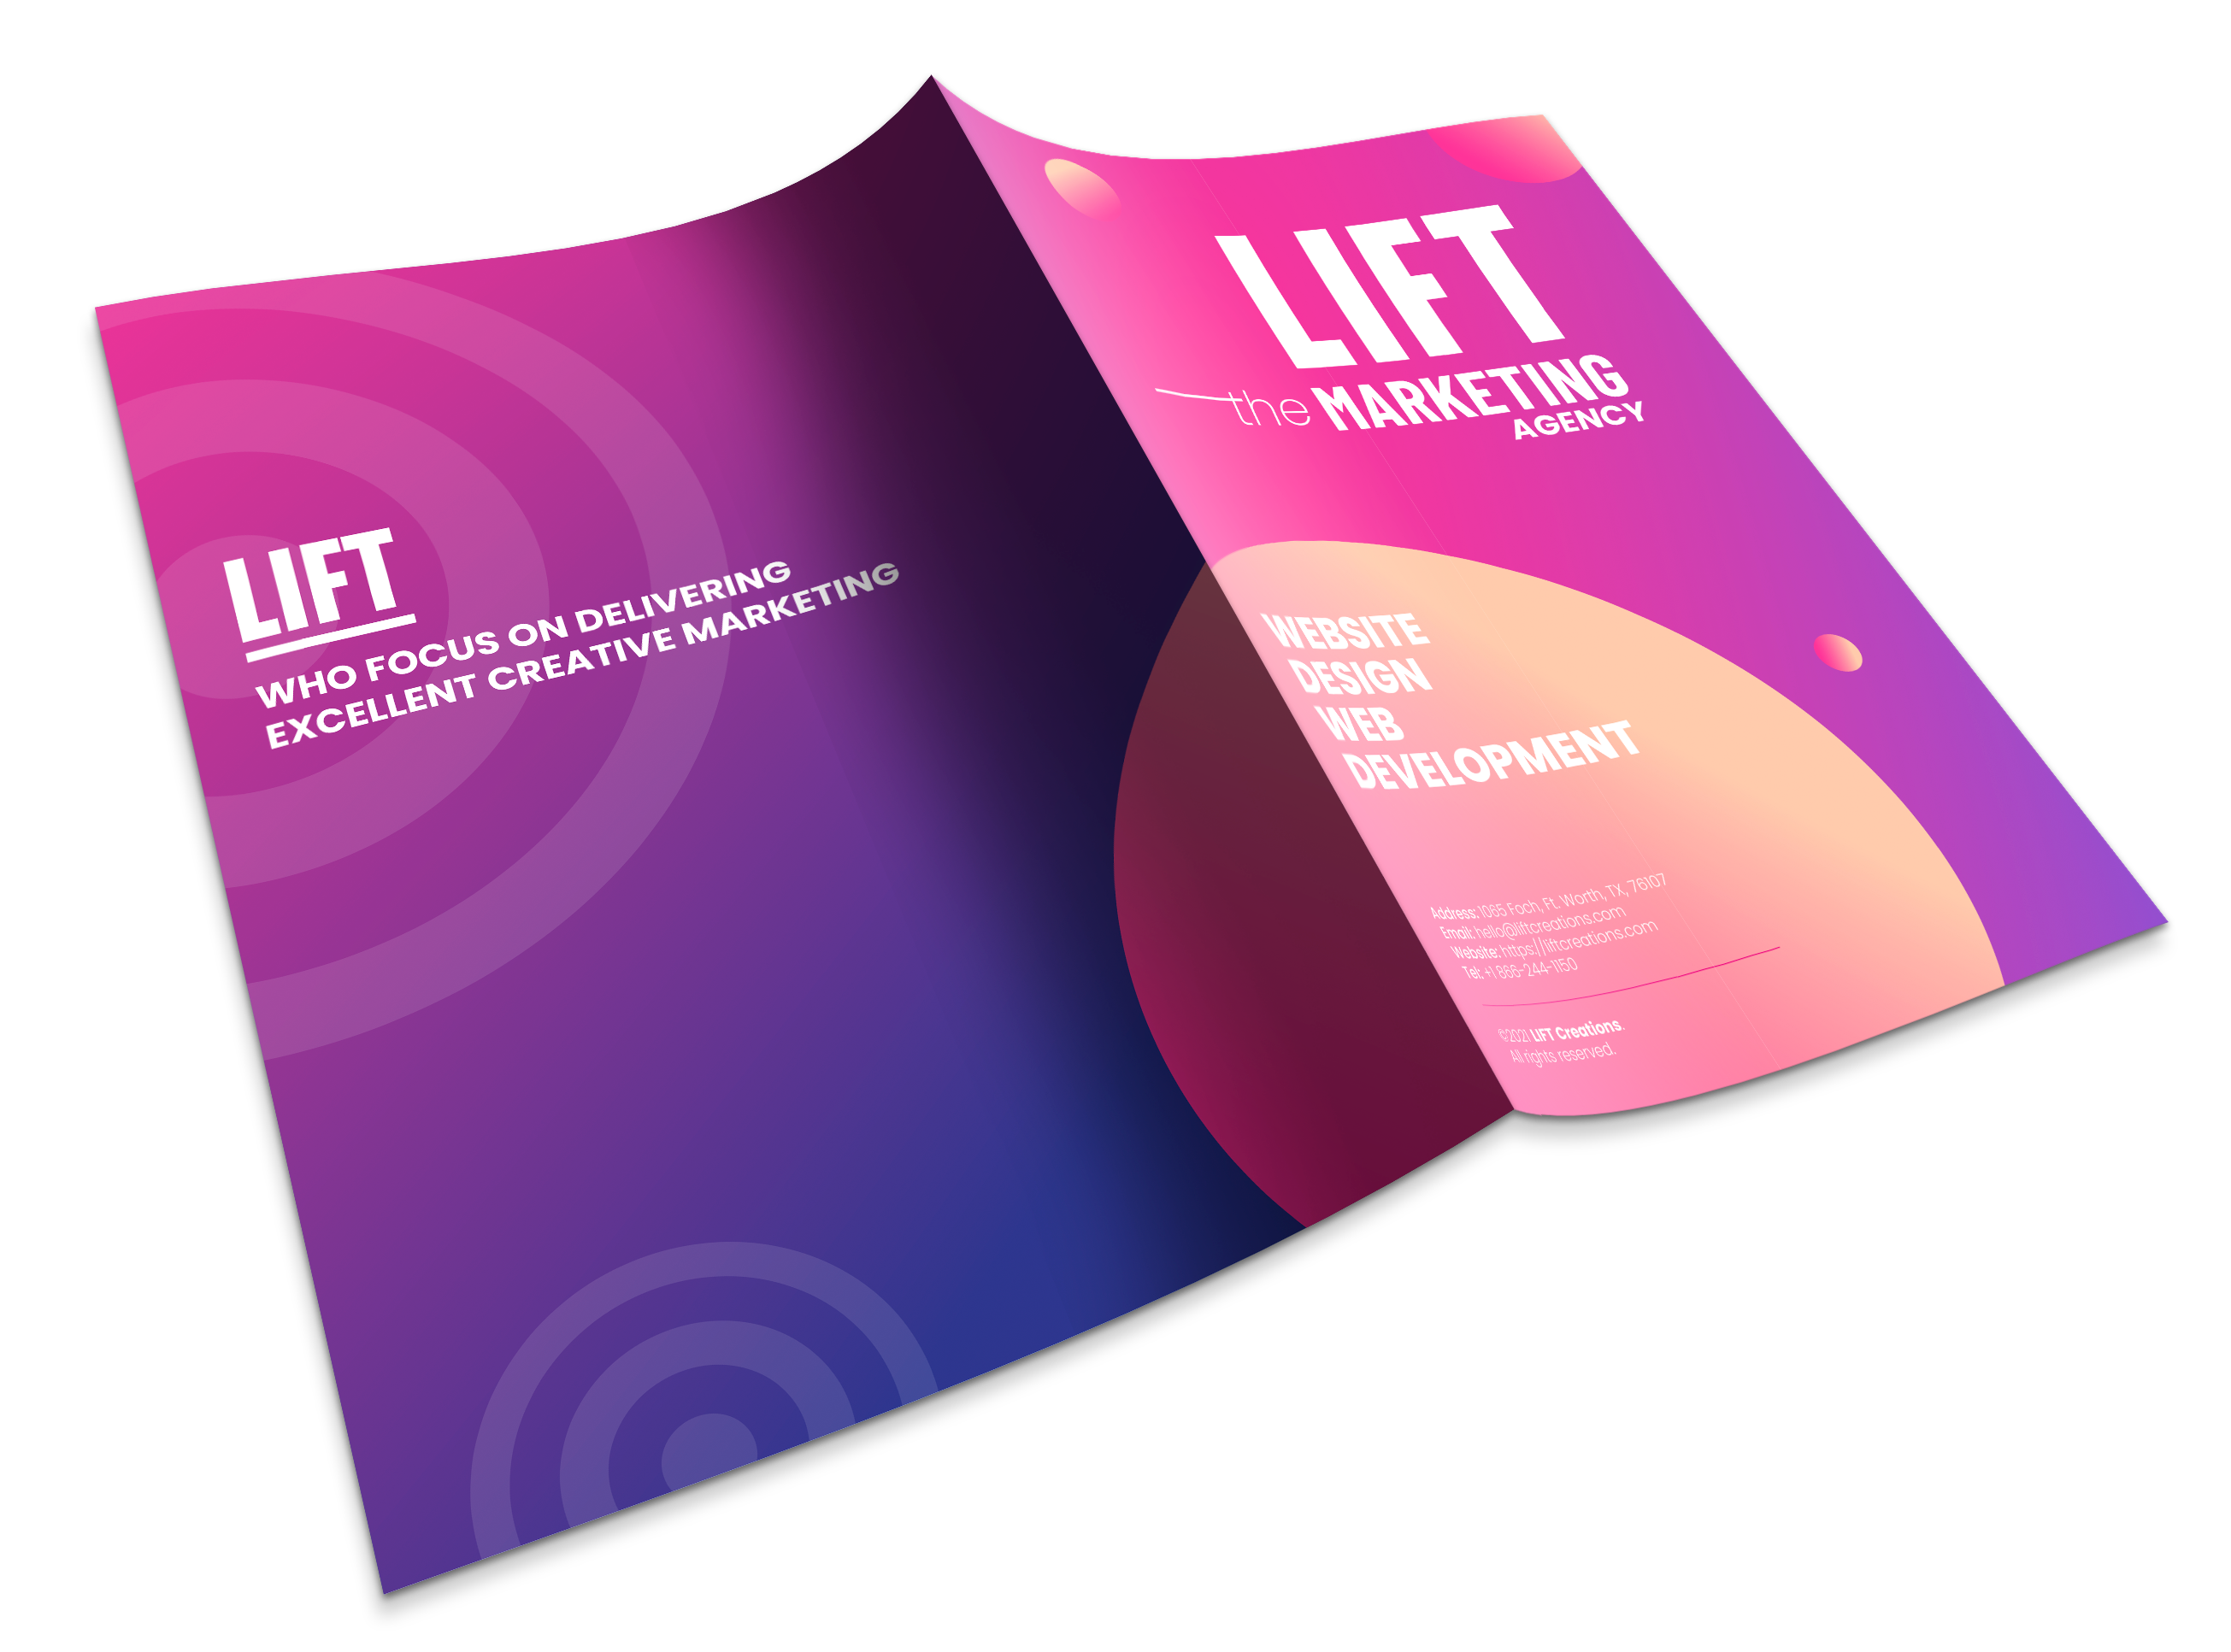 LIFT
WHO FOCUS ON DELIVERING
EXCELLENT CREATIVE MARKETING
LIFT
the MARKETING
AGENCY
WEBSITE
DESIGN
WEB
DEVELOPMENT
Address: 1065 Foch, Ft. Worth, TX, 76107
Email: hello@liftcreations.com
Website: https://liftcreations.com
Tel: +1 866-244-1150
©2021 LIFT Creations.
All rights reserved.